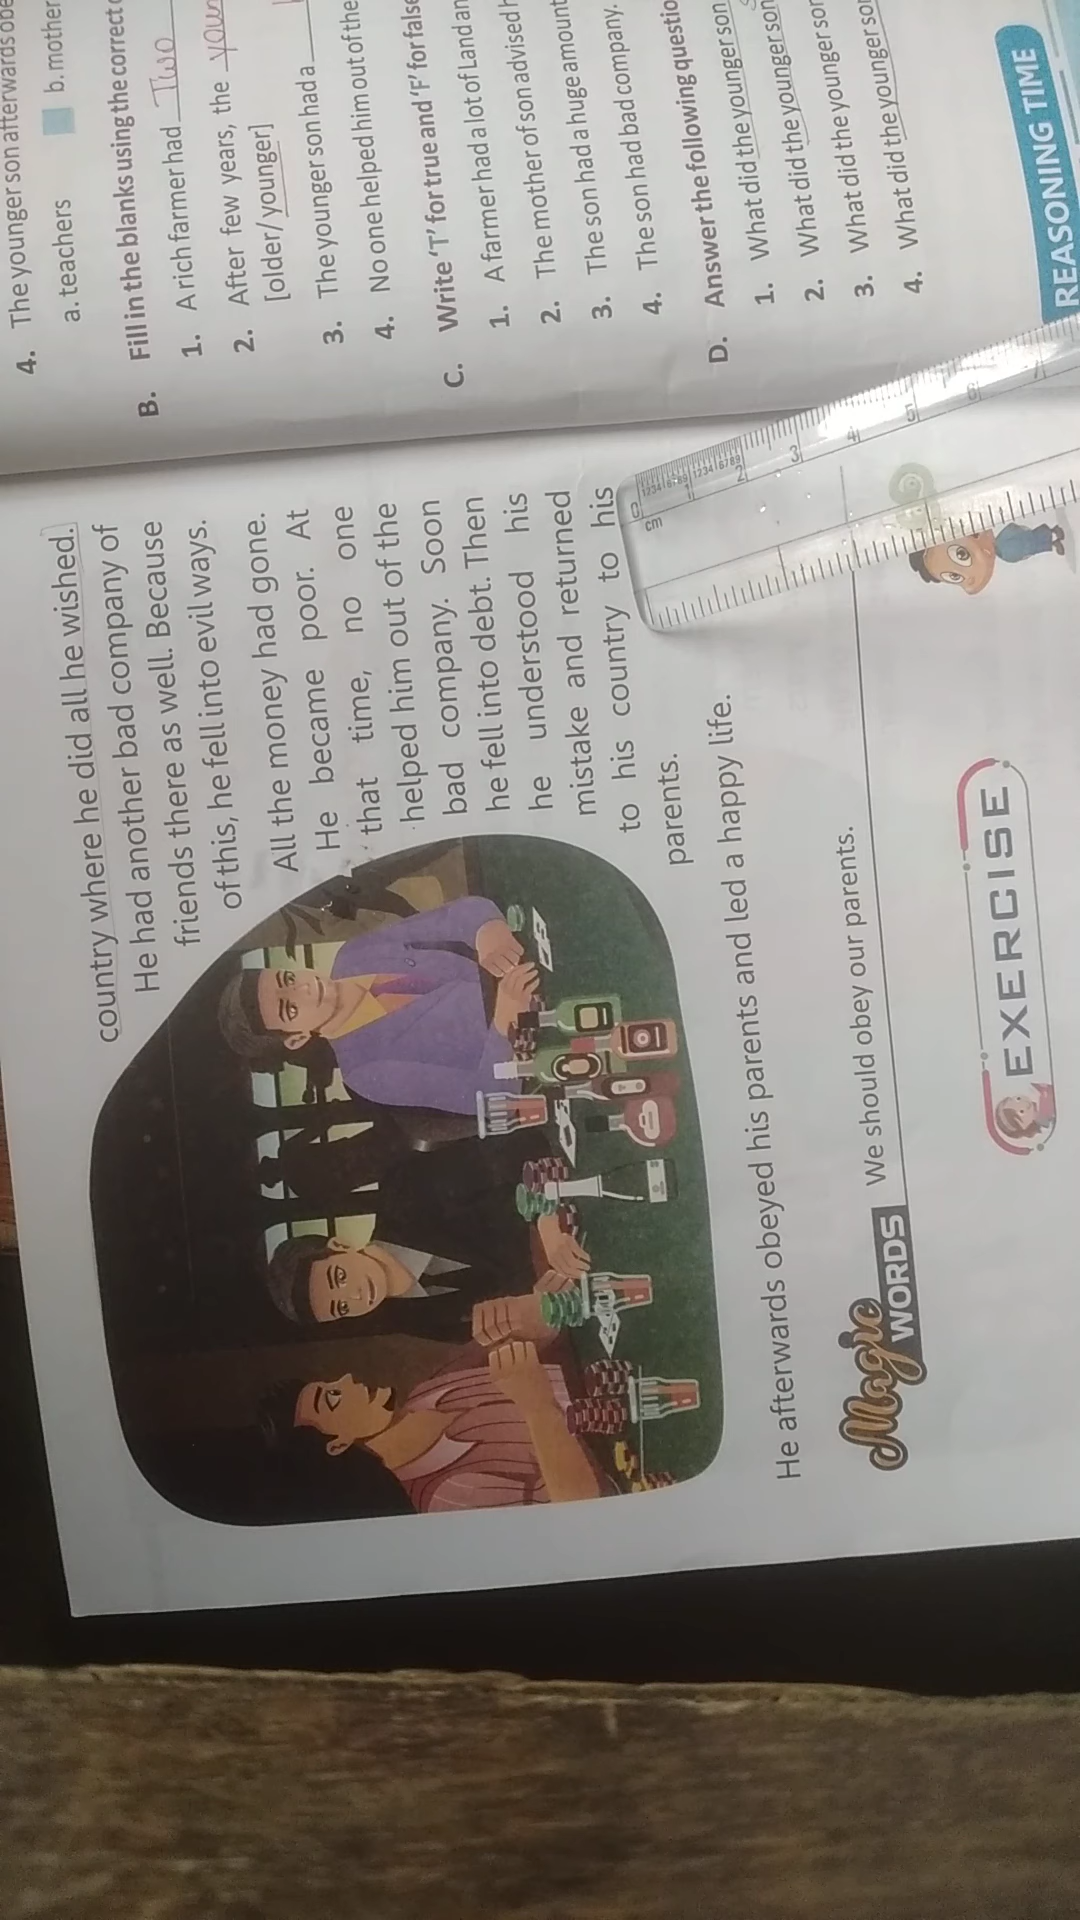 country where he did all he wished.
He had another bad company of
friends there as well. Because
of this, he fell into evil ways.
All the money had gone.
He became poor. At
that time, no one
helped him out of the
bad company. Soon
he fell into debt. Then
he understood his
mistake and returned
to his country to his
parents.
He afterwards obeyed his parents and led a happy life.
Magic
WORDS
We should obey our parents.
EXERCISE
4. The younger son afterwards obe
a. teachers b. mother
B. Fill in the blanks using the correct
1. A rich farmer had Two
2. After few years, the youn
[older/younger]
3. The younger son had a
4. No one helped him out of the
C. Write 'T' for true and 'F' for false
1. A farmer had a lot of Land an
2. The mother of son advised h
3. The son had a huge amount
4. The son had bad company.
D. Answer the following questio
1. What did the younger son
2. What did the younger son
3. What did the younger son
4. What did the younger son
REASONING TIME
cm
0 1 2 3 4 5 6